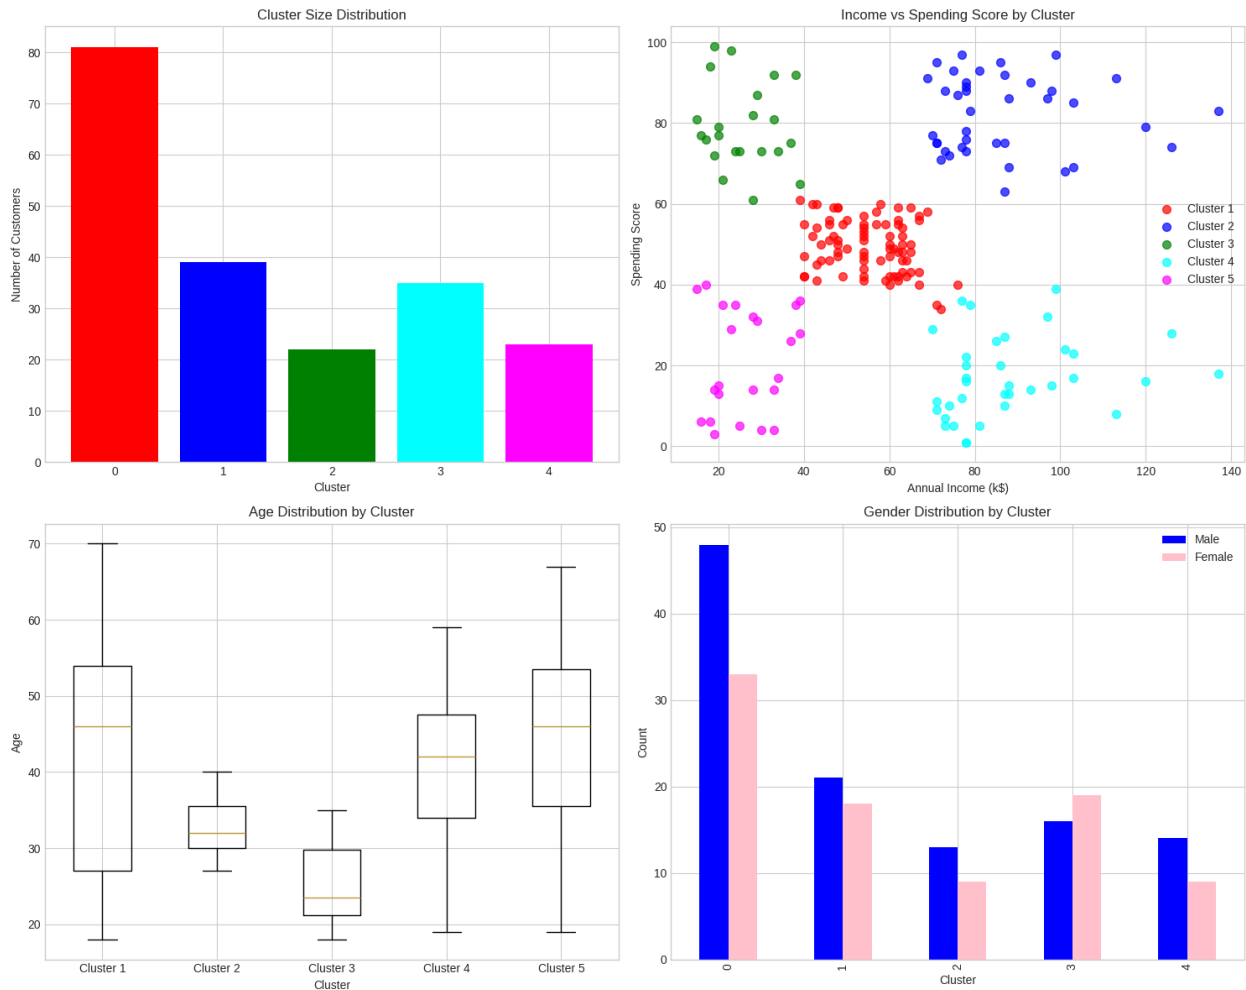 Cluster Size Distribution
Number of Customers
80
70
60
50
40
30
20
10
0
0 1 2 3 4
Cluster
Income vs Spending Score by Cluster
Spending Score
100
80
60
40
20
0
Cluster 1
Cluster 2
Cluster 3
Cluster 4
Cluster 5
20 40 60 80 100 120 140
Annual Income (k$)
Age Distribution by Cluster
Age
70
60
50
40
30
20
Cluster 1 Cluster 2 Cluster 3 Cluster 4 Cluster 5
Cluster
Gender Distribution by Cluster
Count
50
40
30
20
10
0
Male
Female
0 1 2 3 4
Cluster